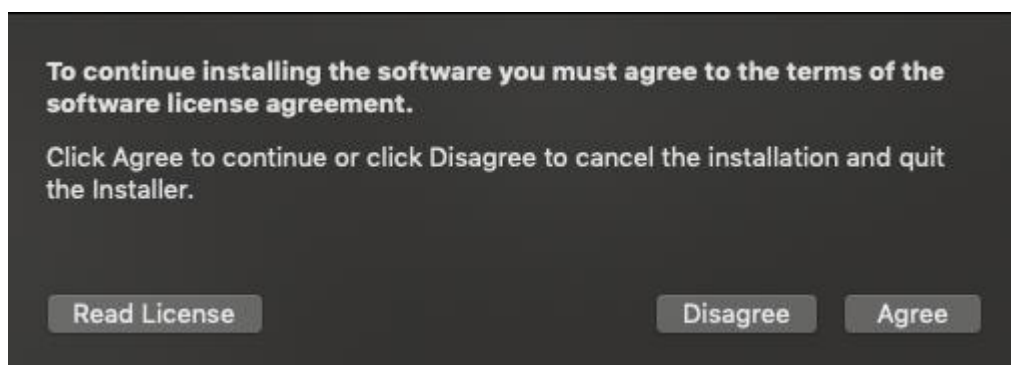 To continue installing the software you must agree to the terms of the
software license agreement.
Click Agree to continue or click Disagree to cancel the installation and quit
the Installer.
Read License
Disagree
Agree